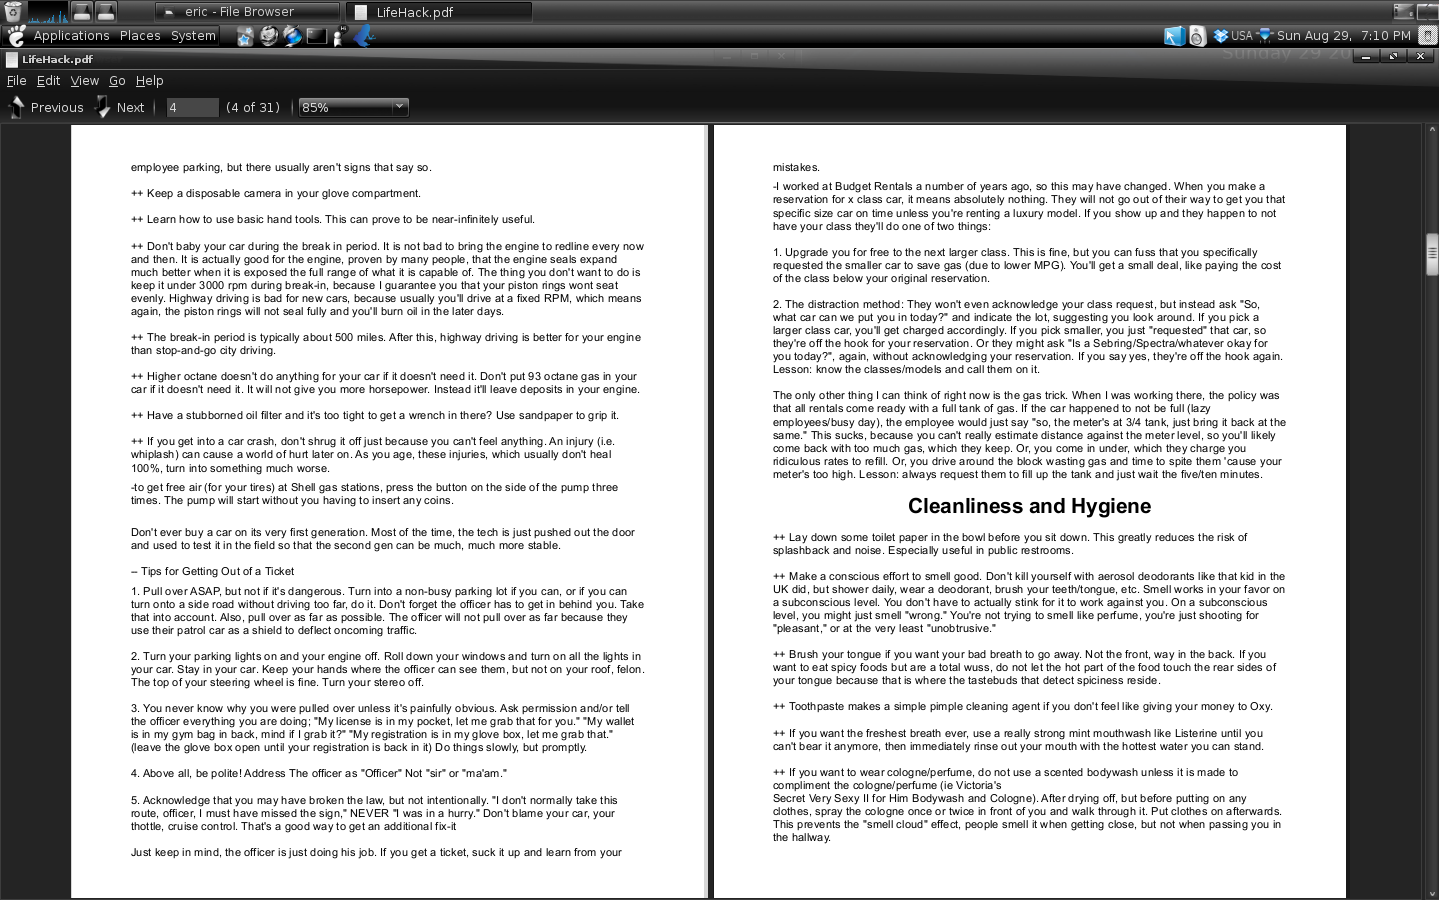 eric - File Browser
LifeHack.pdf
Applications Places System
USA Sun Aug 29, 7:10 PM
LifeHack.pdf
Sunday 29 20
File Edit View Go Help
Previous Next 4 (4 of 31) 85%
employee parking, but there usually aren't signs that say so.
++ Keep a disposable camera in your glove compartment.
++ Learn how to use basic hand tools. This can prove to be near-infinitely useful.
++ Don't baby your car during the break in period. It is not bad to bring the engine to redline every now
and then. It is actually good for the engine, proven by many people, that the engine seals expand
much better when it is exposed the full range of what it is capable of. The thing you don't want to do is
keep it under 3000 rpm during break-in, because I guarantee you that your piston rings wont seat
evenly. Highway driving is bad for new cars, because usually you'll drive at a fixed RPM, which means
again, the piston rings will not seal fully and you'll burn oil in the later days.
++ The break-in period is typically about 500 miles. After this, highway driving is better for your engine
than stop-and-go city driving.
++ Higher octane doesn't do anything for your car if it doesn't need it. Don't put 93 octane gas in your
car if it doesn't need it. It will not give you more horsepower. Instead it'll leave deposits in your engine.
++ Have a stubborned oil filter and it's too tight to get a wrench in there? Use sandpaper to grip it.
++ If you get into a car crash, don't shrug it off just because you can't feel anything. An injury (i.e.
whiplash) can cause a world of hurt later on. As you age, these injuries, which usually don't heal
100%, turn into something much worse.
-to get free air (for your tires) at Shell gas stations, press the button on the side of the pump three
times. The pump will start without you having to insert any coins.
Don't ever buy a car on its very first generation. Most of the time, the tech is just pushed out the door
and used to test it in the field so that the second gen can be much, much more stable.
– Tips for Getting Out of a Ticket
1. Pull over ASAP, but not if it's dangerous. Turn into a non-busy parking lot if you can, or if you can
turn onto a side road without driving too far, do it. Don't forget the officer has to get in behind you. Take
that into account. Also, pull over as far as possible. The officer will not pull over as far because they
use their patrol car as a shield to deflect oncoming traffic.
2. Turn your parking lights on and your engine off. Roll down your windows and turn on all the lights in
your car. Stay in your car. Keep your hands where the officer can see them, but not on your roof, felon.
The top of your steering wheel is fine. Turn your stereo off.
3. You never know why you were pulled over unless it's painfully obvious. Ask permission and/or tell
the officer everything you are doing; "My license is in my pocket, let me grab that for you." "My wallet
is in my gym bag in back, mind if I grab it?" "My registration is in my glove box, let me grab that."
(leave the glove box open until your registration is back in it) Do things slowly, but promptly.
4. Above all, be polite! Address The officer as "Officer" Not "sir" or "ma'am."
5. Acknowledge that you may have broken the law, but not intentionally. "I don't normally take this
route, officer, I must have missed the sign," NEVER "I was in a hurry." Don't blame your car, your
thottle, cruise control. That's a good way to get an additional fix-it
Just keep in mind, the officer is just doing his job. If you get a ticket, suck it up and learn from your
mistakes.
-I worked at Budget Rentals a number of years ago, so this may have changed. When you make a
reservation for x class car, it means absolutely nothing. They will not go out of their way to get you that
specific size car on time unless you're renting a luxury model. If you show up and they happen to not
have your class they'll do one of two things:
1. Upgrade you for free to the next larger class. This is fine, but you can fuss that you specifically
requested the smaller car to save gas (due to lower MPG). You'll get a small deal, like paying the cost
of the class below your original reservation.
2. The distraction method: They won't even acknowledge your class request, but instead ask "So,
what car can we put you in today?" and indicate the lot, suggesting you look around. If you pick a
larger class car, you'll get charged accordingly. If you pick smaller, you just "requested" that car, so
they're off the hook for your reservation. Or they might ask "Is a Sebring/Spectra/whatever okay for
you today?", again, without acknowledging your reservation. If you say yes, they're off the hook again.
Lesson: know the classes/models and call them on it.
The only other thing I can think of right now is the gas trick. When I was working there, the policy was
that all rentals come ready with a full tank of gas. If the car happened to not be full (lazy
employees/busy day), the employee would just say "so, the meter's at 3/4 tank, just bring it back at the
same." This sucks, because you can't really estimate distance against the meter level, so you'll likely
come back with too much gas, which they keep. Or, you come in under, which they charge you
ridiculous rates to refill. Or, you drive around the block wasting gas and time to spite them 'cause your
meter's too high. Lesson: always request them to fill up the tank and just wait the five/ten minutes.
Cleanliness and Hygiene
++ Lay down some toilet paper in the bowl before you sit down. This greatly reduces the risk of
splashback and noise. Especially useful in public restrooms.
++ Make a conscious effort to smell good. Don't kill yourself with aerosol deodorants like that kid in the
UK did, but shower daily, wear a deodorant, brush your teeth/tongue, etc. Smell works in your favor on
a subconscious level. You don't have to actually stink for it to work against you. On a subconscious
level, you might just smell "wrong." You're not trying to smell like perfume, you're just shooting for
"pleasant," or at the very least "unobtrusive."
++ Brush your tongue if you want your bad breath to go away. Not the front, way in the back. If you
want to eat spicy foods but are a total wuss, do not let the hot part of the food touch the rear sides of
your tongue because that is where the tastebuds that detect spiciness reside.
++ Toothpaste makes a simple pimple cleaning agent if you don't feel like giving your money to Oxy.
++ If you want the freshest breath ever, use a really strong mint mouthwash like Listerine until you
can't bear it anymore, then immediately rinse out your mouth with the hottest water you can stand.
++ If you want to wear cologne/perfume, do not use a scented bodywash unless it is made to
compliment the cologne/perfume (ie Victoria's
Secret Very Sexy II for Him Bodywash and Cologne). After drying off, but before putting on any
clothes, spray the cologne once or twice in front of you and walk through it. Put clothes on afterwards.
This prevents the "smell cloud" effect, people smell it when getting close, but not when passing you in
the hallway.